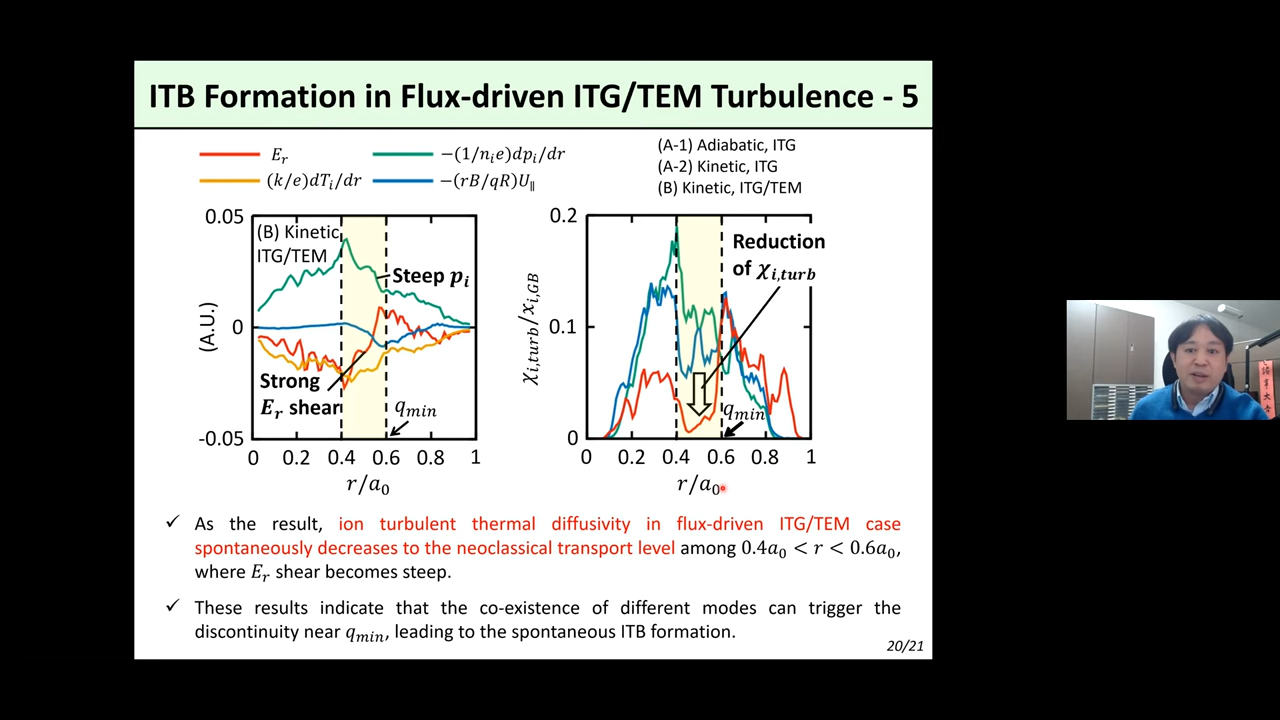 ITB Formation in Flux-driven ITG/TEM Turbulence - 5
E_r
−(1/n_i e)dp_i/dr
(k/e)dT_i/dr
−(rB/qR)U_∥
(A-1) Adiabatic, ITG
(A-2) Kinetic, ITG
(B) Kinetic, ITG/TEM
0.05
0
-0.05
(A.U.)
(B) Kinetic
ITG/TEM
Steep p_i
Strong
E_r shear
q_min
0 0.2 0.4 0.6 0.8 1
r/a_0
0.2
0.1
0
χ_i,turb/χ_i,GB
Reduction
of χ_i,turb
q_min
0 0.2 0.4 0.6 0.8 1
r/a_0
✓ As the result, ion turbulent thermal diffusivity in flux-driven ITG/TEM case
spontaneously decreases to the neoclassical transport level among 0.4a_0 < r < 0.6a_0,
where E_r shear becomes steep.
✓ These results indicate that the co-existence of different modes can trigger the
discontinuity near q_min, leading to the spontaneous ITB formation.
20/21